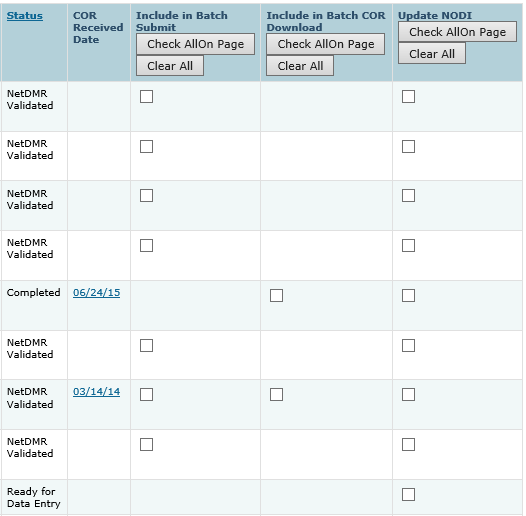 Status
COR Received Date
Include in Batch Submit
Check AllOn Page
Clear All
Include in Batch COR Download
Check AllOn Page
Clear All
Update NODI
Check AllOn Page
Clear All
NetDMR
Validated
NetDMR
Validated
NetDMR
Validated
NetDMR
Validated
Completed 06/24/15
NetDMR
Validated
NetDMR 03/14/14
Validated
NetDMR
Validated
Ready for
Data Entry